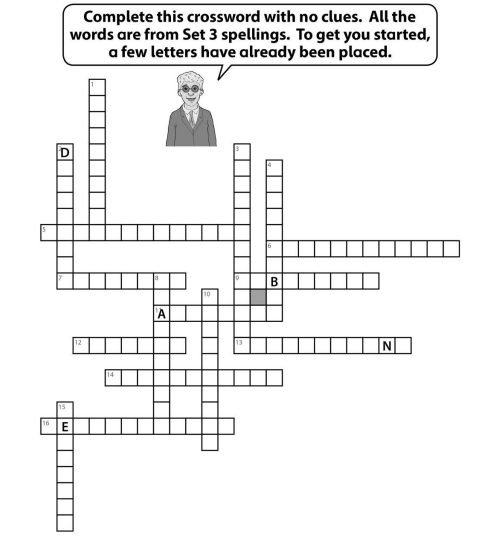 Complete this crossword with no clues. All the
words are from Set 3 spellings. To get you started,
a few letters have already been placed.
1
2 D
3
4
5
6
7 8
9 B
10
11 A
12
13 N
14
15
16 E